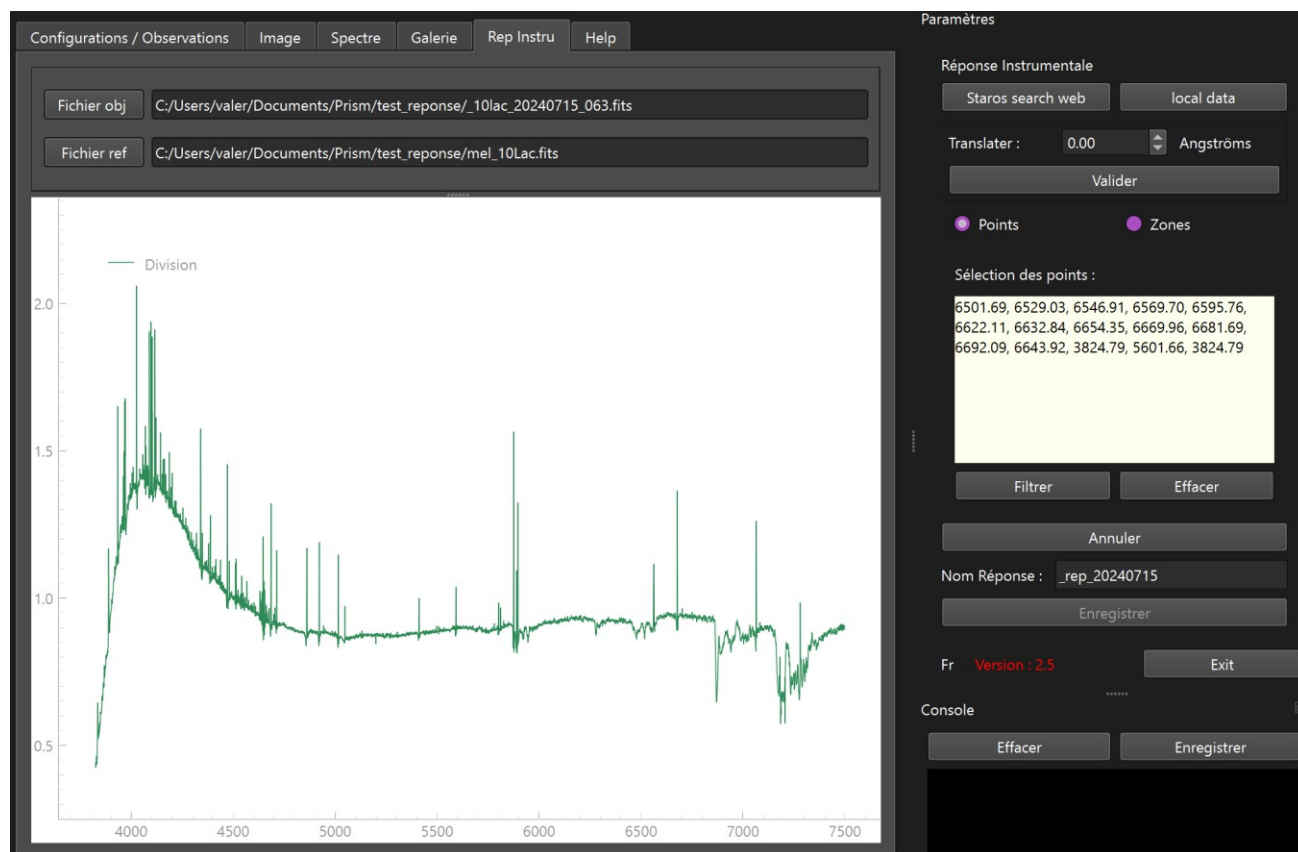 Configurations / Observations Image Spectre Galerie Rep Instru Help
Fichier obj C:/Users/valer/Documents/Prism/test_reponse/_10lac_20240715_063.fits
Fichier ref C:/Users/valer/Documents/Prism/test_reponse/mel_10Lac.fits
Division
2.0
1.5
1.0
0.5
4000 4500 5000 5500 6000 6500 7000 7500
Paramètres
Réponse Instrumentale
Staros search web local data
Translater : 0.00 Angströms
Valider
Points Zones
Sélection des points :
6501.69, 6529.03, 6546.91, 6569.70, 6595.76,
6622.11, 6632.84, 6654.35, 6669.96, 6681.69,
6692.09, 6643.92, 3824.79, 5601.66, 3824.79
Filtrer Effacer
Annuler
Nom Réponse : _rep_20240715
Enregistrer
Fr Version : 2.5 Exit
Console
Effacer Enregistrer